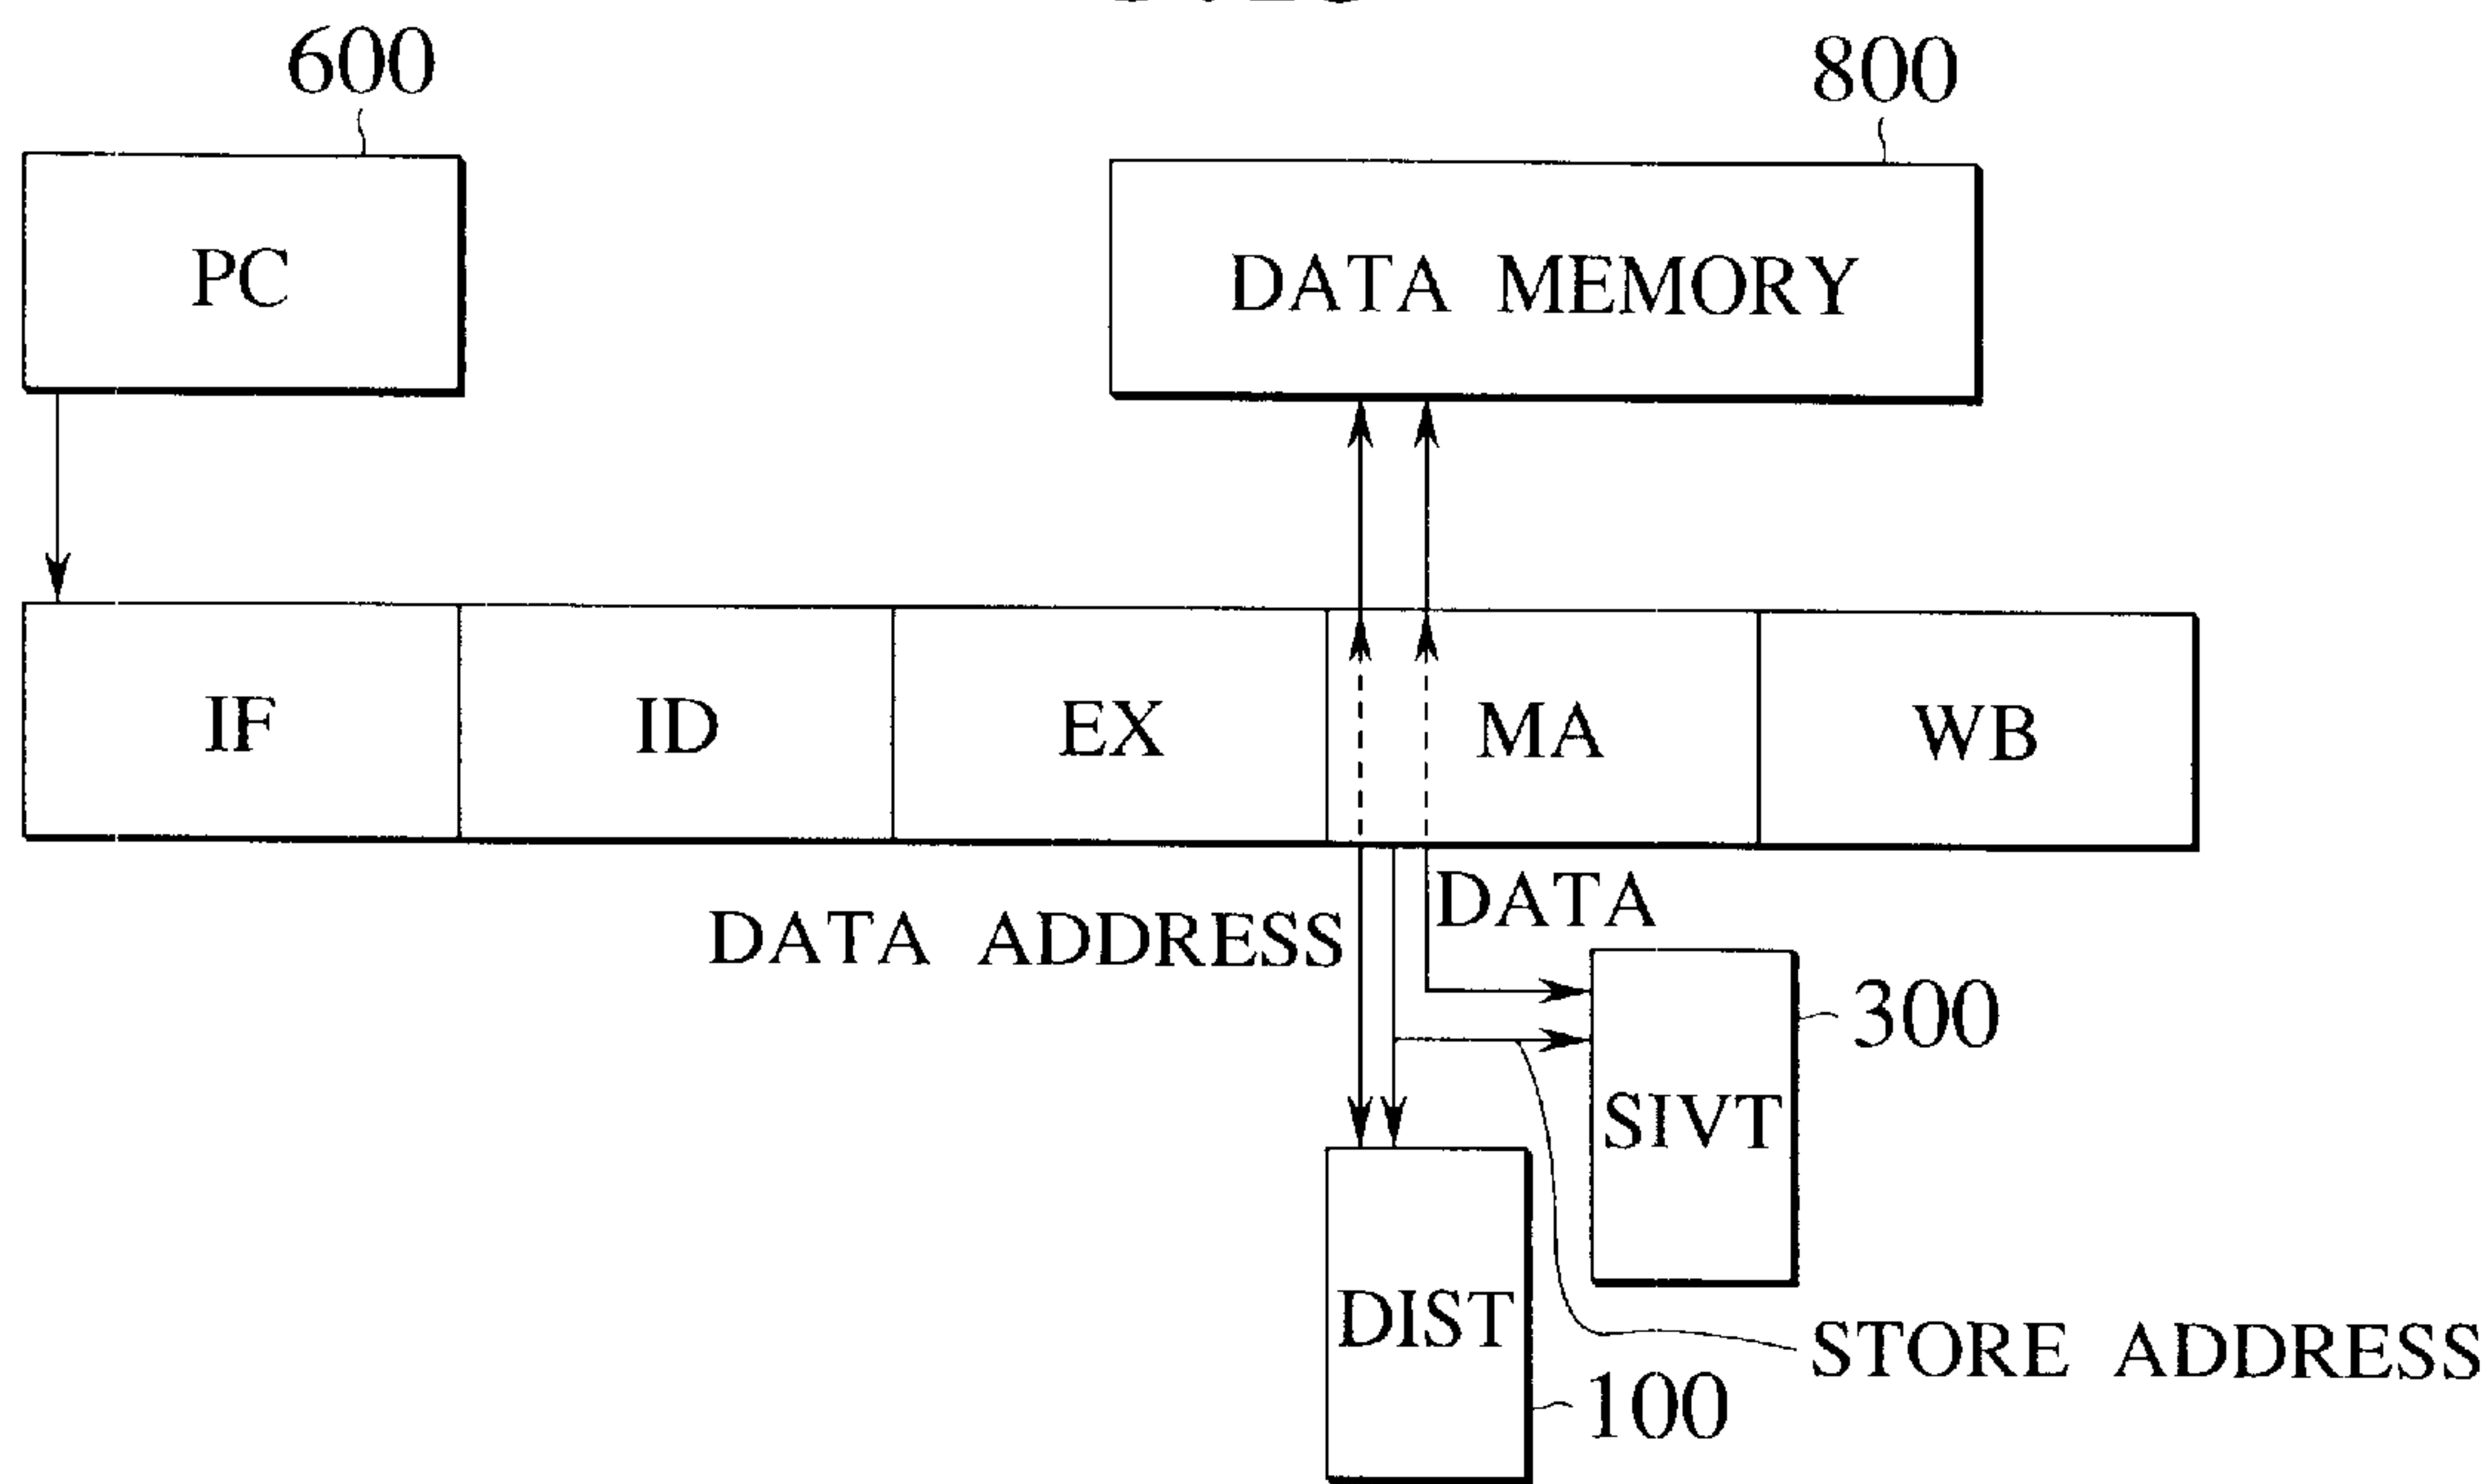 600
800
PC
DATA MEMORY
IF
ID
EX
MA
WB
DATA
DATA ADDRESS
300
SIVT
DIST
STORE ADDRESS
100